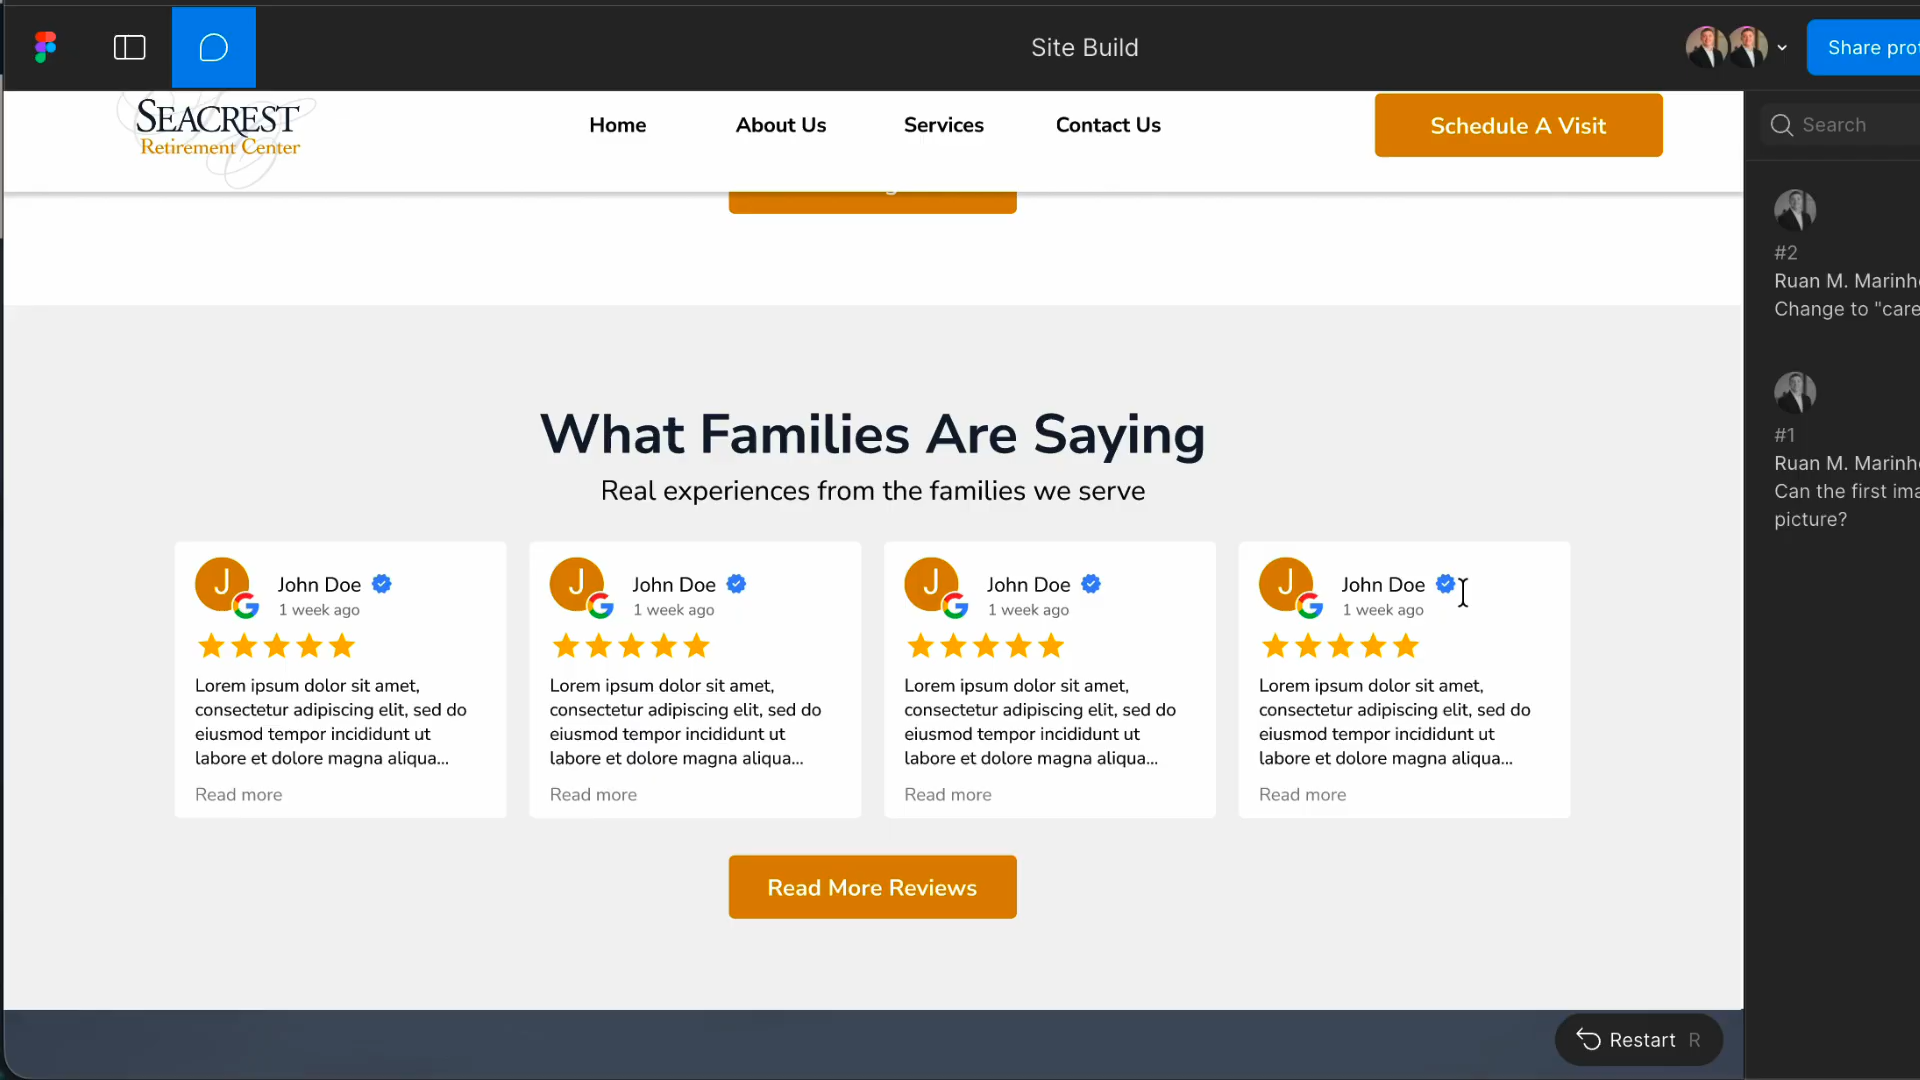 Site Build
Share
SEACREST
Retirement Center
Home
About Us
Services
Contact Us
Schedule A Visit
Search
#2
Ruan M.
Change to "care
#1
Ruan M.
Can the first
picture?
What Families Are Saying
Real experiences from the families we serve
J
John Doe
1 week ago
Lorem ipsum dolor sit amet,
consectetur adipiscing elit, sed do
eiusmod tempor incididunt ut
labore et dolore magna aliqua...
Read more
J
John Doe
1 week ago
Lorem ipsum dolor sit amet,
consectetur adipiscing elit, sed do
eiusmod tempor incididunt ut
labore et dolore magna aliqua...
Read more
J
John Doe
1 week ago
Lorem ipsum dolor sit amet,
consectetur adipiscing elit, sed do
eiusmod tempor incididunt ut
labore et dolore magna aliqua...
Read more
J
John Doe
1 week ago
Lorem ipsum dolor sit amet,
consectetur adipiscing elit, sed do
eiusmod tempor incididunt ut
labore et dolore magna aliqua...
Read more
Read More Reviews
Restart R